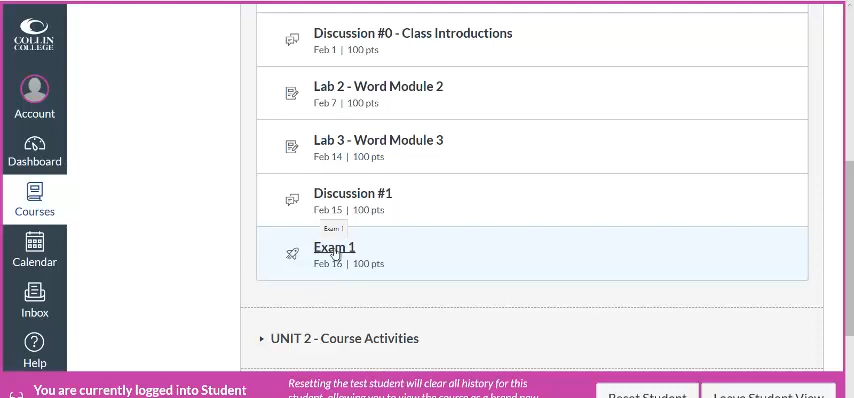 COLLIN
COLLEGE
Account
Dashboard
Courses
Calendar
Inbox
Help
Discussion #0 - Class Introductions
Feb 1 | 100 pts
Lab 2 - Word Module 2
Feb 7 | 100 pts
Lab 3 - Word Module 3
Feb 14 | 100 pts
Discussion #1
Feb 15 | 100 pts
Exam 1
Exam 1
Feb 16 | 100 pts
UNIT 2 - Course Activities
You are currently logged into Student
Resetting the test student will clear all history for this
student, allowing you to view the course as a brand new
Reset Student
Leave Student View